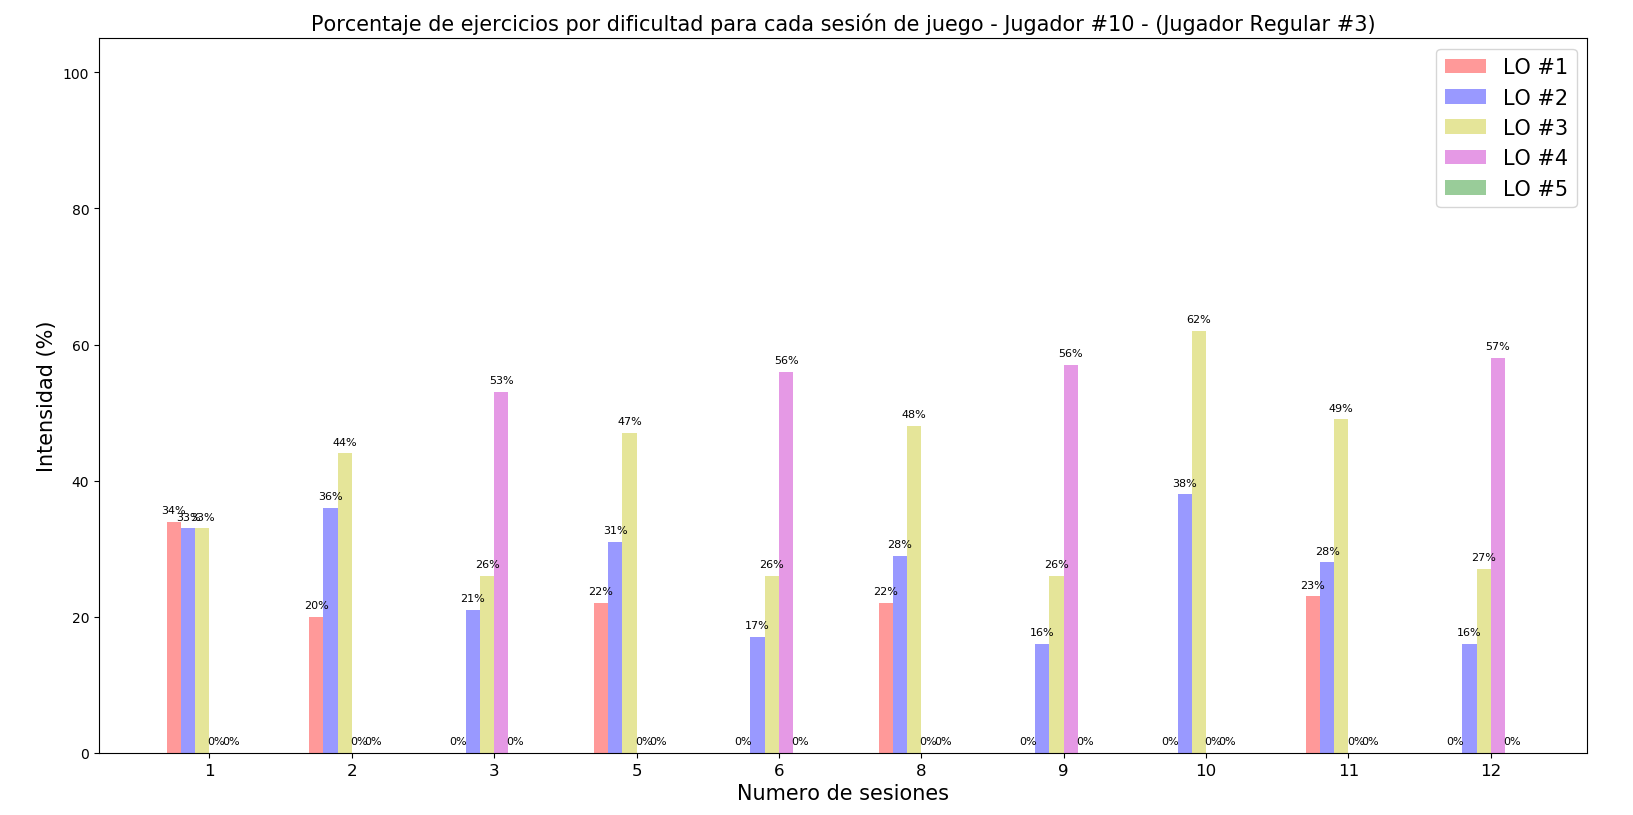 Porcentaje de ejercicios por dificultad para cada sesión de juego - Jugador #10 - (Jugador Regular #3)
LO #1
LO #2
LO #3
LO #4
LO #5
Intensidad (%)
100
80
60
40
20
0
34% 33% 33% 0% 0%
20% 36% 44% 0% 0%
0% 21% 26% 53% 0%
22% 31% 47% 0% 0%
0% 17% 26% 56% 0%
22% 28% 48% 0% 0%
0% 16% 26% 56% 0%
0% 38% 62% 0% 0%
23% 28% 49% 0% 0%
0% 16% 27% 57% 0%
1 2 3 5 6 8 9 10 11 12
Numero de sesiones